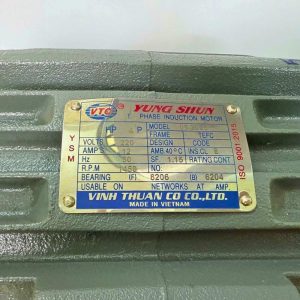 VTC YUNG SHUN
PHASE INDUCTION MOTOR
HP P MODEL
FRAME TEFC
VOLTS 220 DESIGN CODE
AMPS AMB.40°C INS.CL
Hz 50 SF. 1.15 RATING CONT.
R.P.M NO.
BEARING (F) 6206 (B) 6204
USABLE ON NETWORKS AT AMP.
VINH THUAN CO CO.,LTD.
MADE IN VIETNAM
YSM
ISO 9001:2015